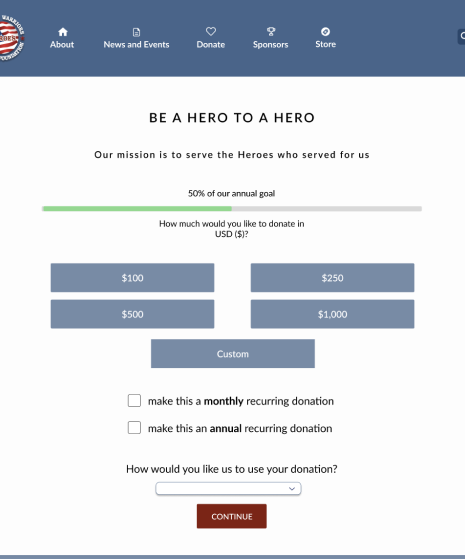 About
News and Events
Donate
Sponsors
Store
BE A HERO TO A HERO
Our mission is to serve the Heroes who served for us
50% of our annual goal
How much would you like to donate in
USD ($)?
$100
$250
$500
$1,000
Custom
make this a monthly recurring donation
make this an annual recurring donation
How would you like us to use your donation?
CONTINUE